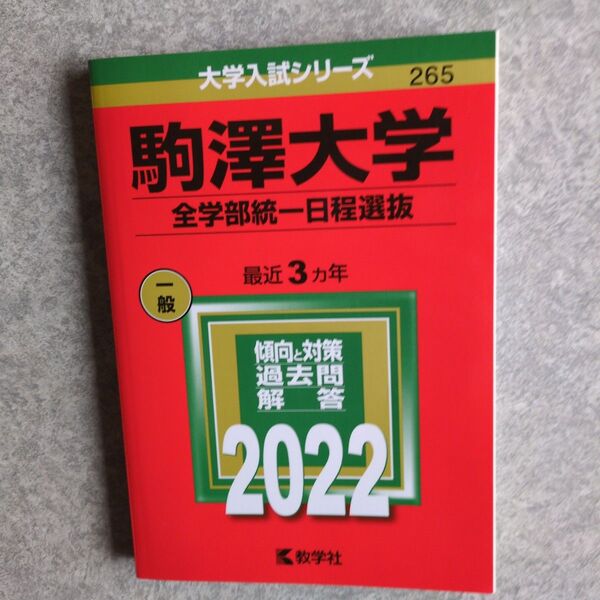 大学入試シリーズ
265
駒澤大学
全学部統一日程選抜
最近3カ年
一般
傾向と対策
過去問
解答
2022
教学社